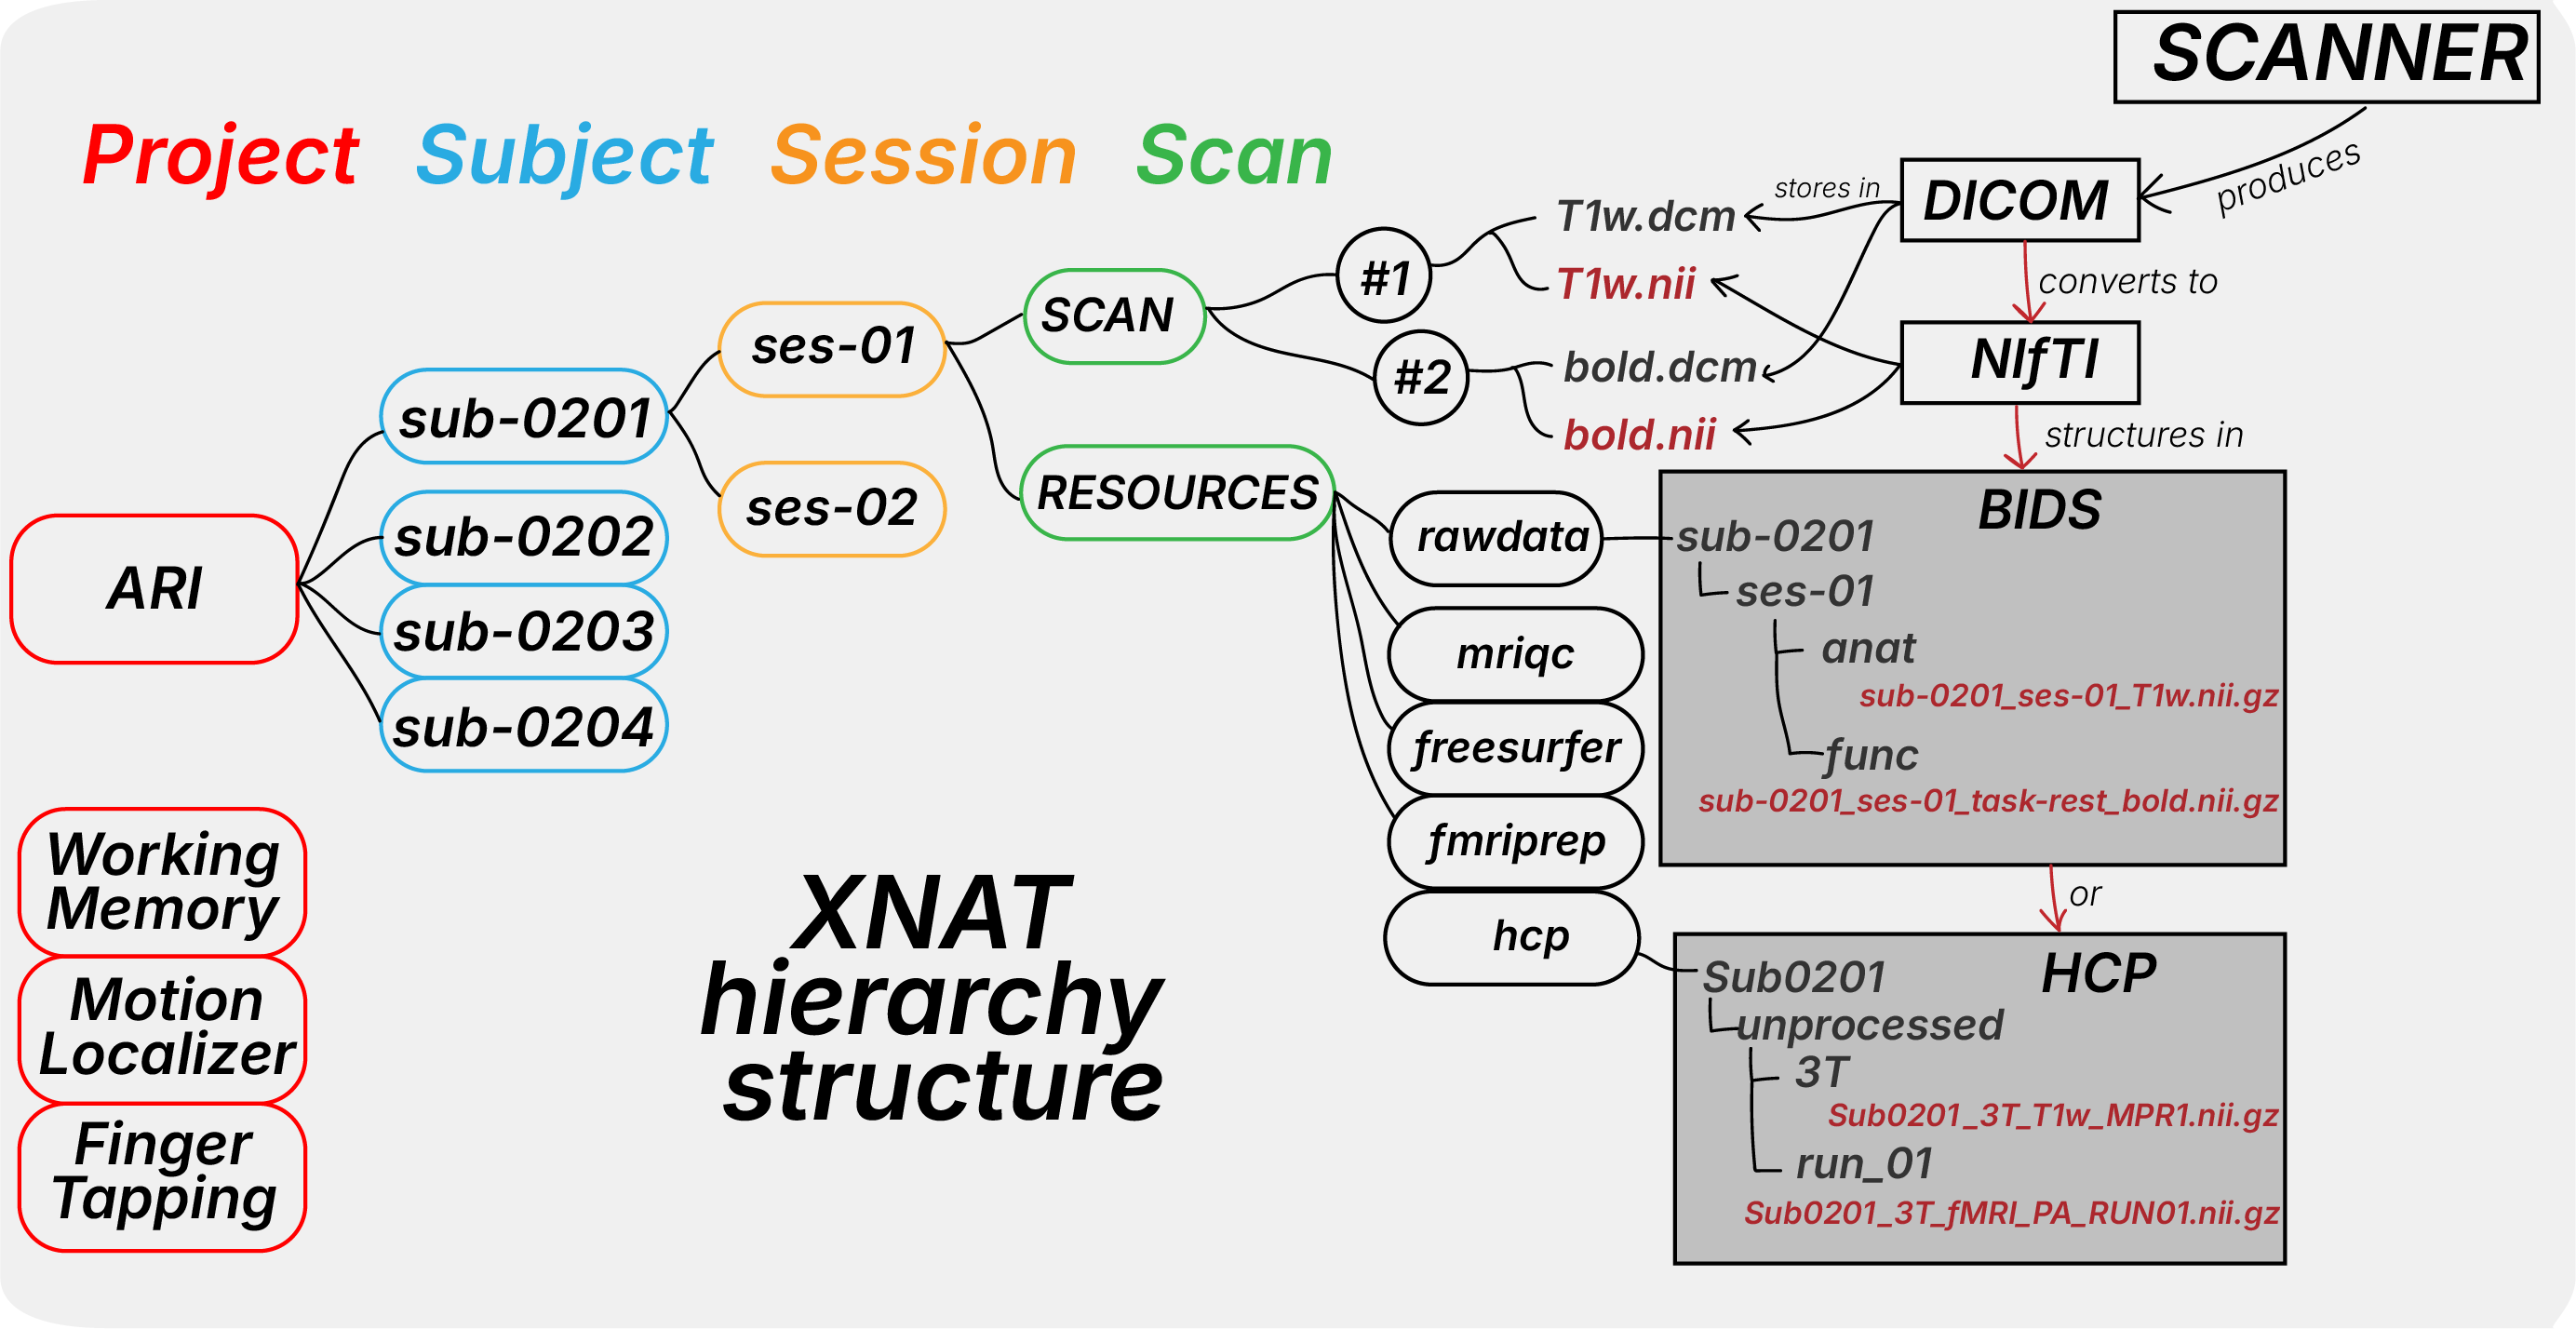 SCANNER
Project Subject Session Scan
produces
stores in
DICOM
T1w.dcm
#1
T1w.nii
converts to
SCAN
ses-01
NIfTI
#2
bold.dcm
sub-0201
bold.nii
structures in
RESOURCES
ses-02
BIDS
rawdata
sub-0201
sub-0202
ARI
ses-01
sub-0203
mriqc
anat
sub-0201_ses-01_T1w.nii.gz
sub-0204
freesurfer
func
sub-0201_ses-01_task-rest_bold.nii.gz
fmriprep
Working
Memory
or
XNAT
hierarchy
structure
hcp
HCP
Sub0201
Motion
Localizer
unprocessed
3T
Sub0201_3T_T1w_MPR1.nii.gz
Finger
Tapping
run_01
Sub0201_3T_fMRI_PA_RUN01.nii.gz